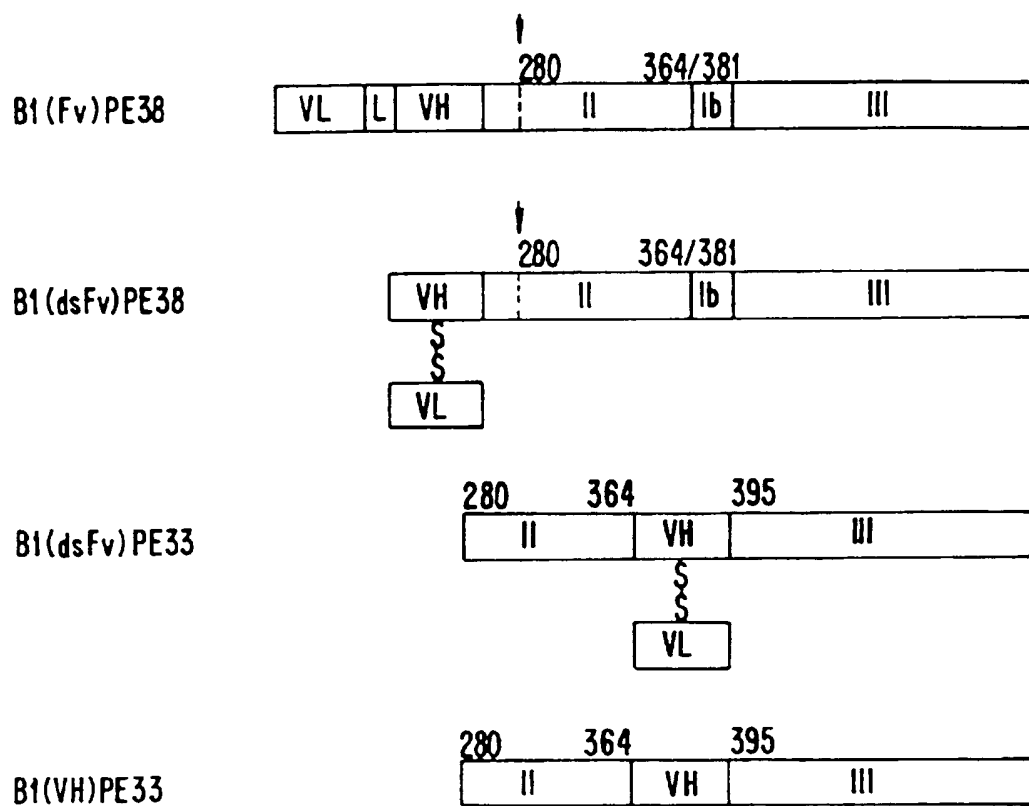 280 364/381
B1(Fv)PE38 VL L VH II Ib III
280 364/381
B1(dsFv)PE38 VH II Ib III
S
S
VL
280 364 395
B1(dsFv)PE33 II VH III
S
S
VL
280 364 395
B1(VH)PE33 II VH III